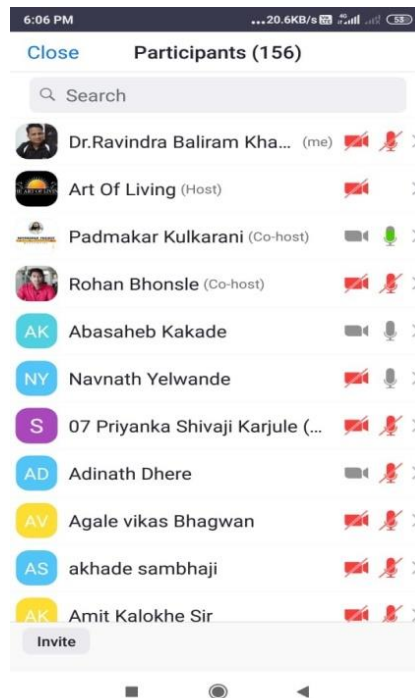 6:06 PM ...20.6KB/s 4G 53
Close Participants (156)
Search
Dr.Ravindra Baliram Kha... (me)
Art Of Living (Host)
Padmakar Kulkarani (Co-host)
Rohan Bhonsle (Co-host)
AK Abasaheb Kakade
NY Navnath Yelwande
S 07 Priyanka Shivaji Karjule (...
AD Adinath Dhere
AV Agale vikas Bhagwan
AS akhade sambhaji
AK Amit Kalokhe Sir
Invite